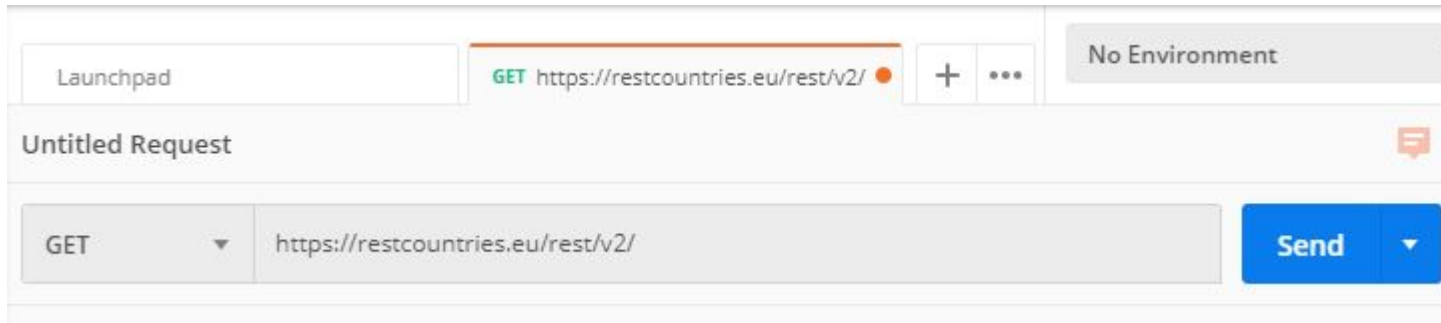 Launchpad
GET https://restcountries.eu/rest/v2/
No Environment
Untitled Request
GET
https://restcountries.eu/rest/v2/
Send